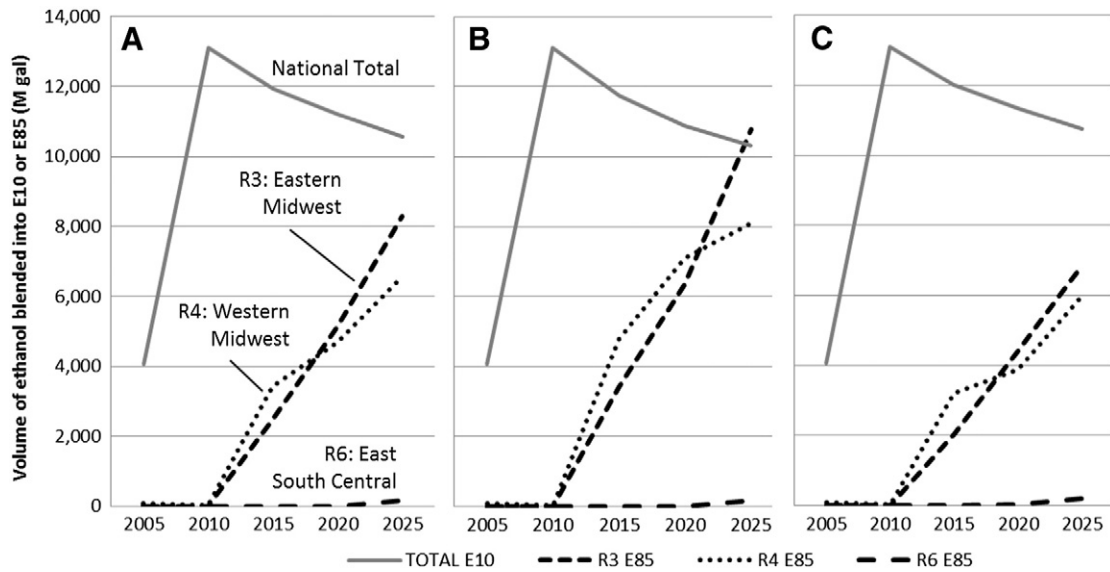 Volume of ethanol blended into E10 or E85 (M gal)
14,000
12,000
10,000
8,000
6,000
4,000
2,000
0
A
National Total
R3: Eastern
Midwest
R4: Western
Midwest
R6: East
South Central
2005 2010 2015 2020 2025
B
2005 2010 2015 2020 2025
C
2005 2010 2015 2020 2025
TOTAL E10 R3 E85 R4 E85 R6 E85